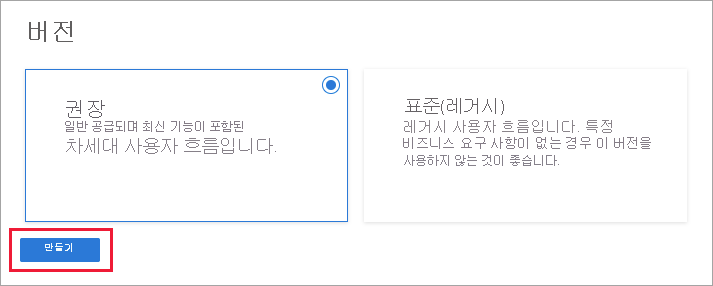 버전
권장
일반 공급되며 최신 기능이 포함된
차세대 사용자 흐름입니다.
표준(레거시)
레거시 사용자 흐름입니다. 특정
비즈니스 요구 사항이 없는 경우 이 버전을
사용하지 않는 것이 좋습니다.
만들기